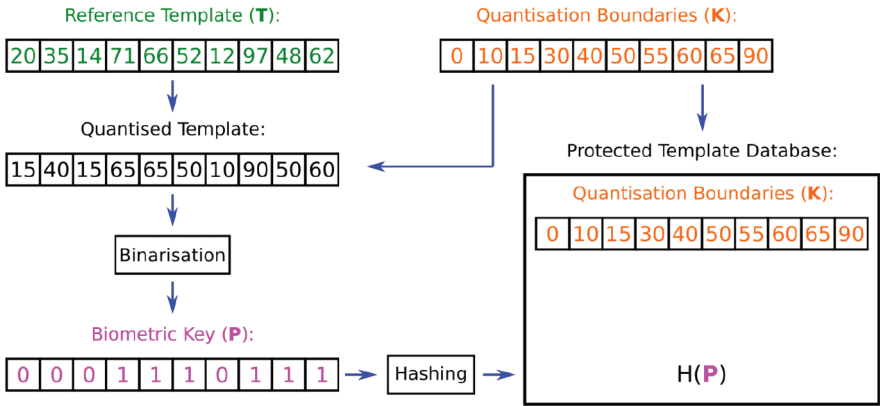 Reference Template (T):
20 35 14 71 66 52 12 97 48 62
Quantisation Boundaries (K):
0 10 15 30 40 50 55 60 65 90
Quantised Template:
15 40 15 65 65 50 10 90 50 60
Protected Template Database:
Quantisation Boundaries (K):
0 10 15 30 40 50 55 60 65 90
Binarisation
Biometric Key (P):
0 0 0 1 1 1 0 1 1 1
Hashing
H(P)